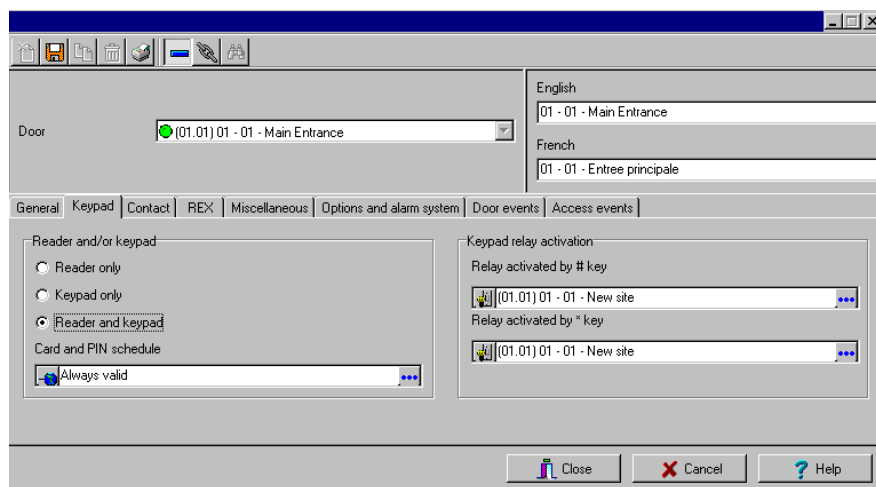 English
01 - 01 - Main Entrance
Door
(01.01) 01 - 01 - Main Entrance
French
01 - 01 - Entree principale
General Keypad Contact REX Miscellaneous Options and alarm system Door events Access events
Reader and/or keypad
Reader only
Keypad only
Reader and keypad
Card and PIN schedule
Always valid
Keypad relay activation
Relay activated by # key
(01.01) 01 - 01 - New site
Relay activated by * key
(01.01) 01 - 01 - New site
Close Cancel Help